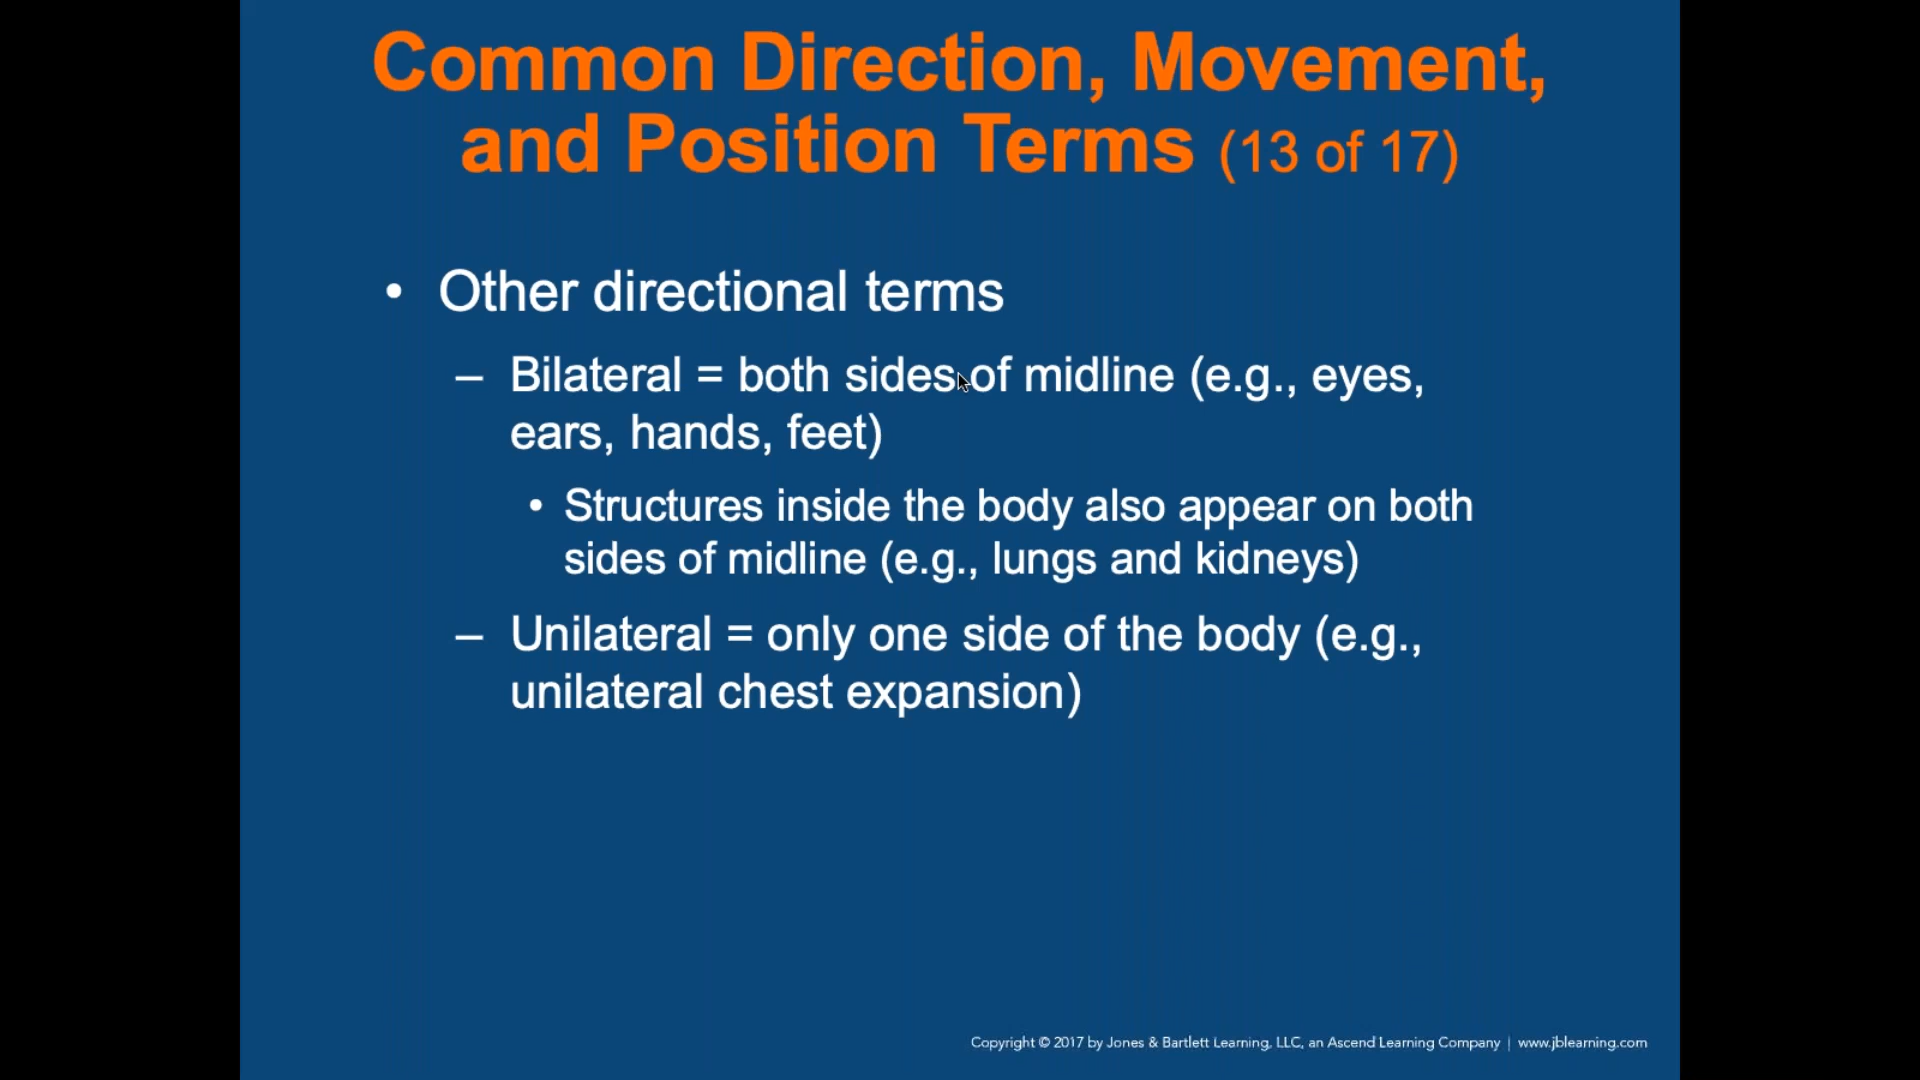 Common Direction, Movement,
and Position Terms (13 of 17)
• Other directional terms
– Bilateral = both sides of midline (e.g., eyes,
ears, hands, feet)
• Structures inside the body also appear on both
sides of midline (e.g., lungs and kidneys)
– Unilateral = only one side of the body (e.g.,
unilateral chest expansion)
Copyright © 2017 by Jones & Bartlett Learning, LLC, an Ascend Learning Company | www.jblearning.com